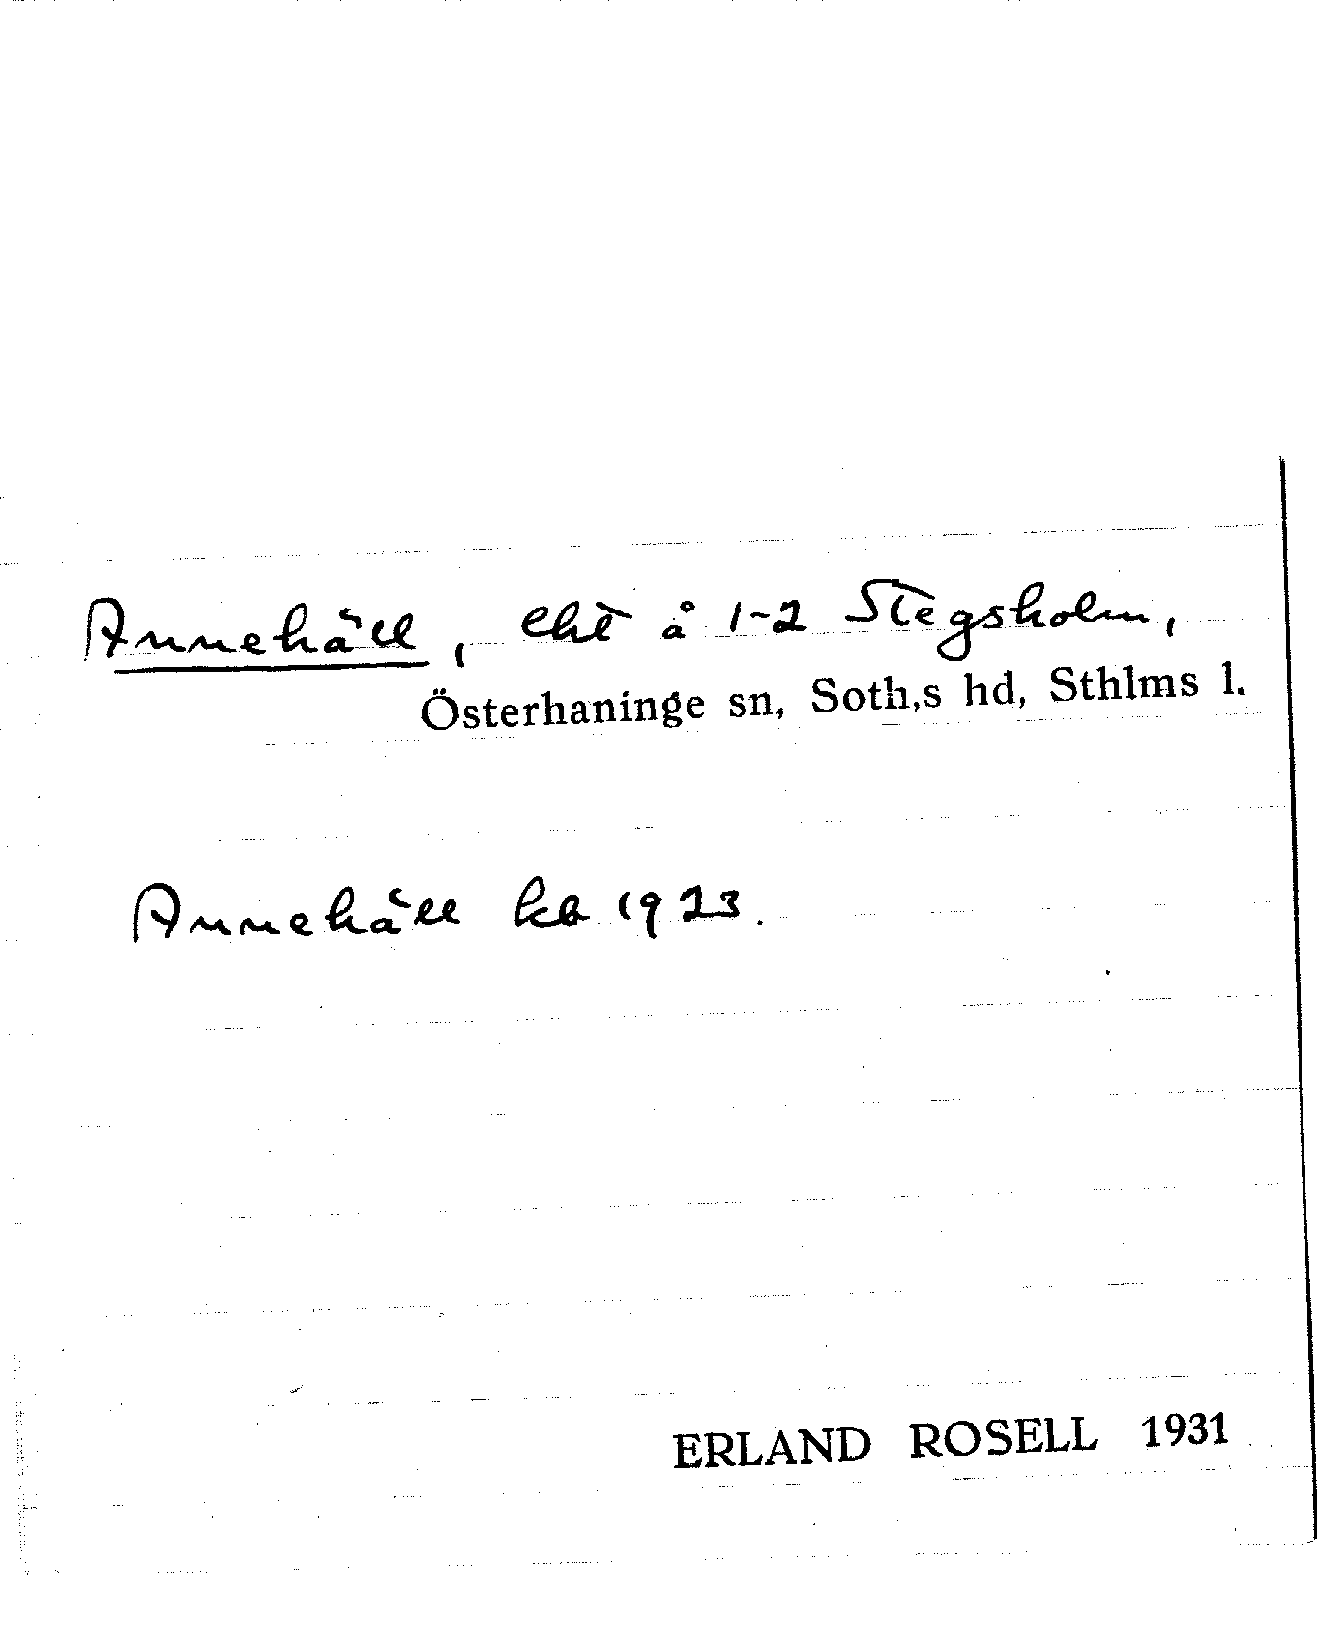 Annehäll, lht å 1-2 Stegsholm,
Österhaninge sn, Soth,s hd, Sthlms l.
Annehäll kb 1923.
ERLAND ROSELL 1931